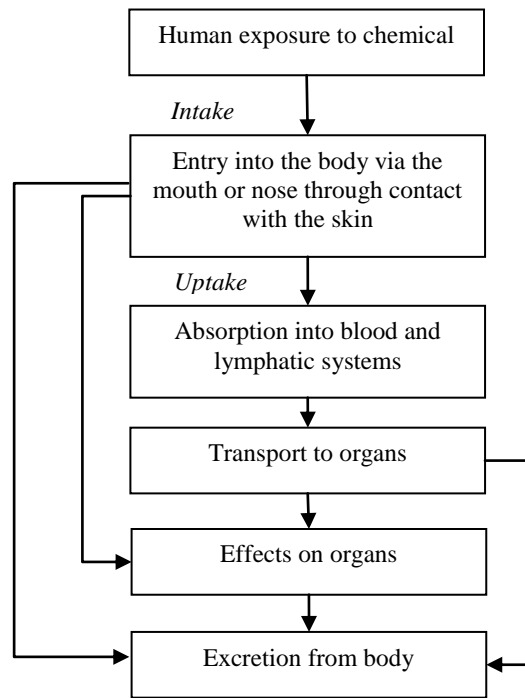 Human exposure to chemical
Intake
Entry into the body via the
mouth or nose through contact
with the skin
Uptake
Absorption into blood and
lymphatic systems
Transport to organs
Effects on organs
Excretion from body